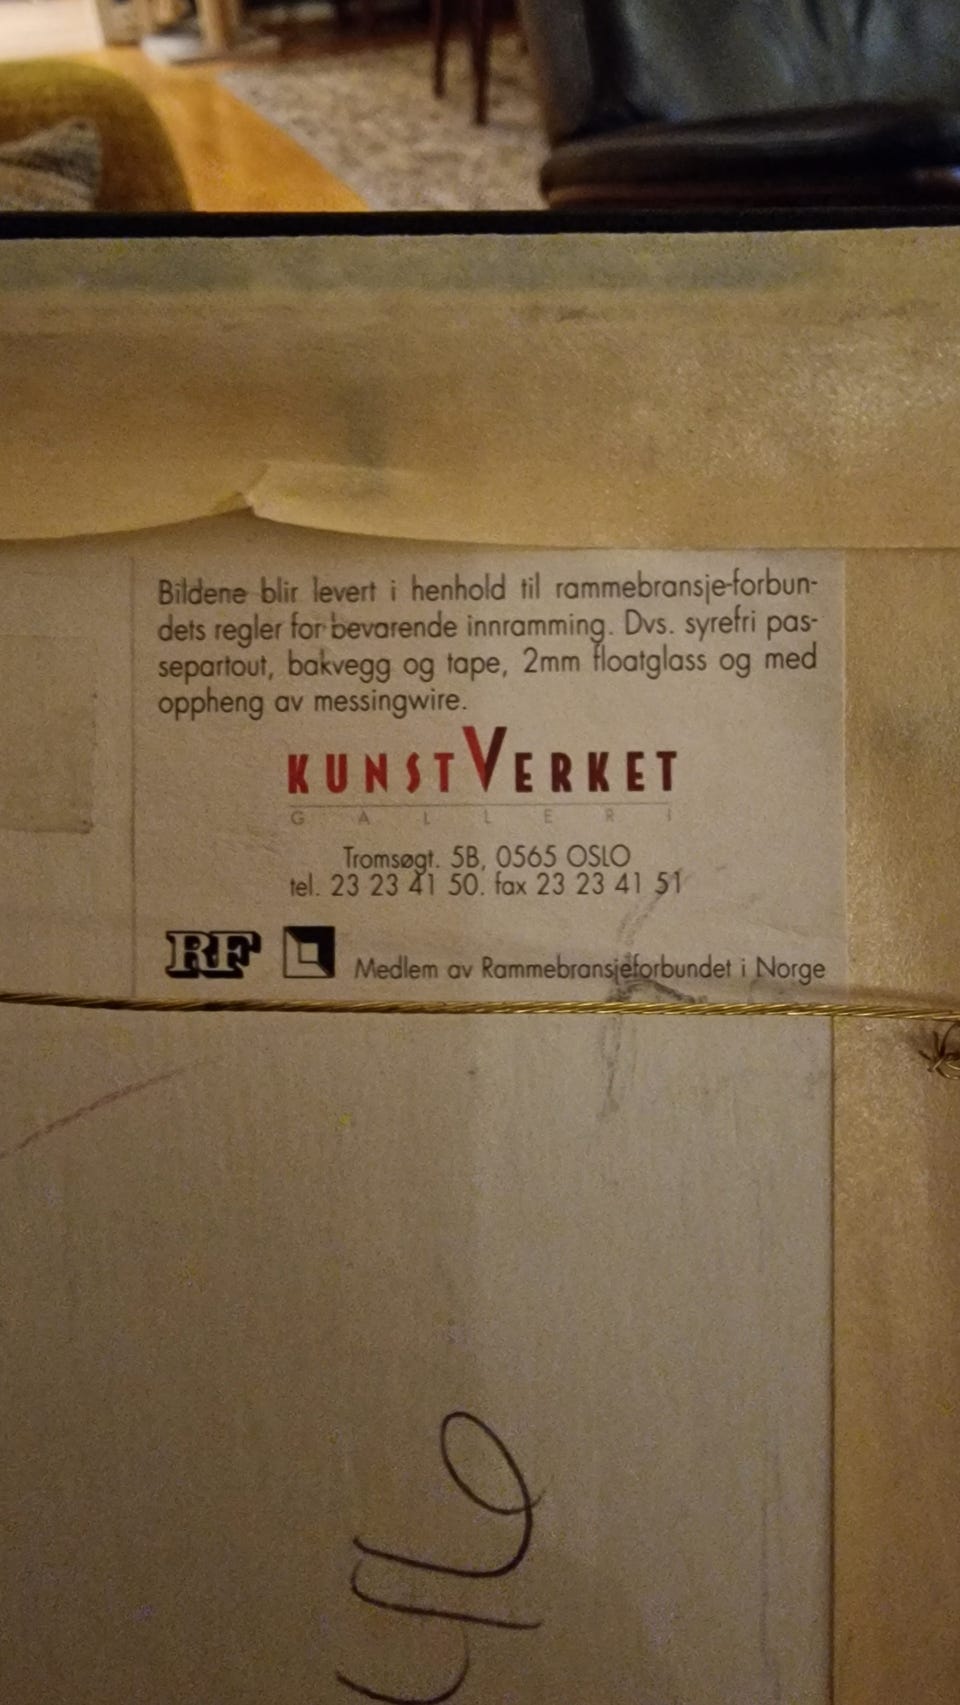 Bildene blir levert i henhold til rammebransje-forbun-
dets regler for bevarende innramming. Dvs. syrefri pas-
separtout, bakvegg og tape, 2mm floatglass og med
oppheng av messingwire.
KUNSTVERKET
GALLERI
Tromsøgt. 5B, 0565 OSLO
tel. 23 23 41 50. fax 23 23 41 51
RF Medlem av Rammebransjeforbundet i Norge